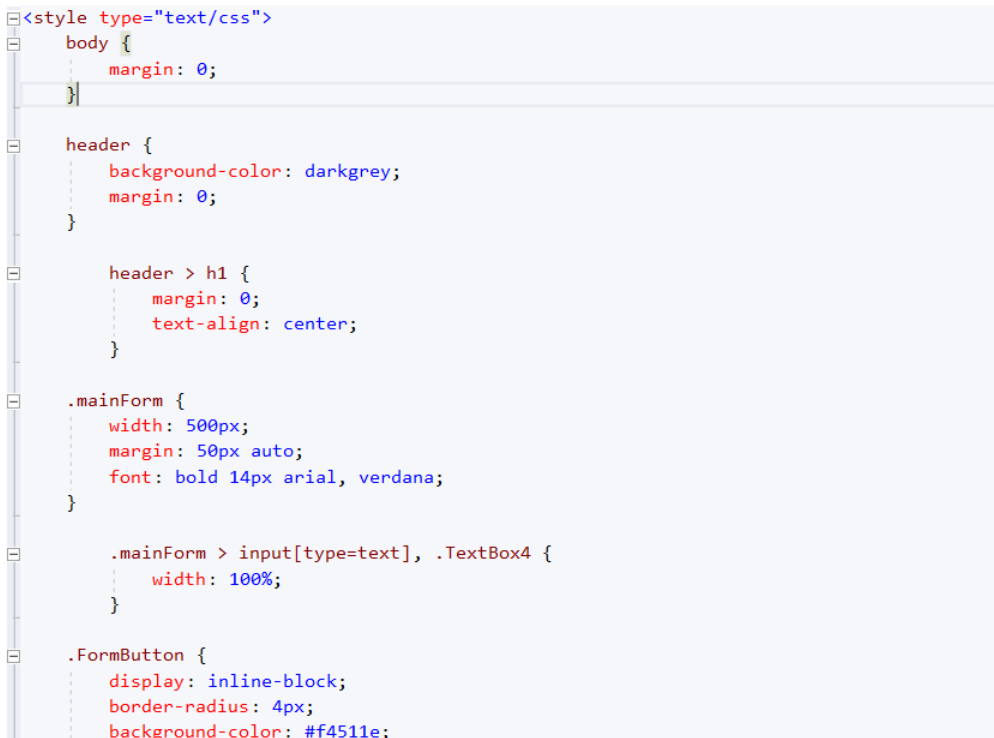 <style type="text/css">
    body {
        margin: 0;
    }

    header {
        background-color: darkgrey;
        margin: 0;
    }

        header > h1 {
            margin: 0;
            text-align: center;
        }

    .mainForm {
        width: 500px;
        margin: 50px auto;
        font: bold 14px arial, verdana;
    }

        .mainForm > input[type=text], .TextBox4 {
            width: 100%;
        }

    .FormButton {
        display: inline-block;
        border-radius: 4px;
        background-color: #f4511e;